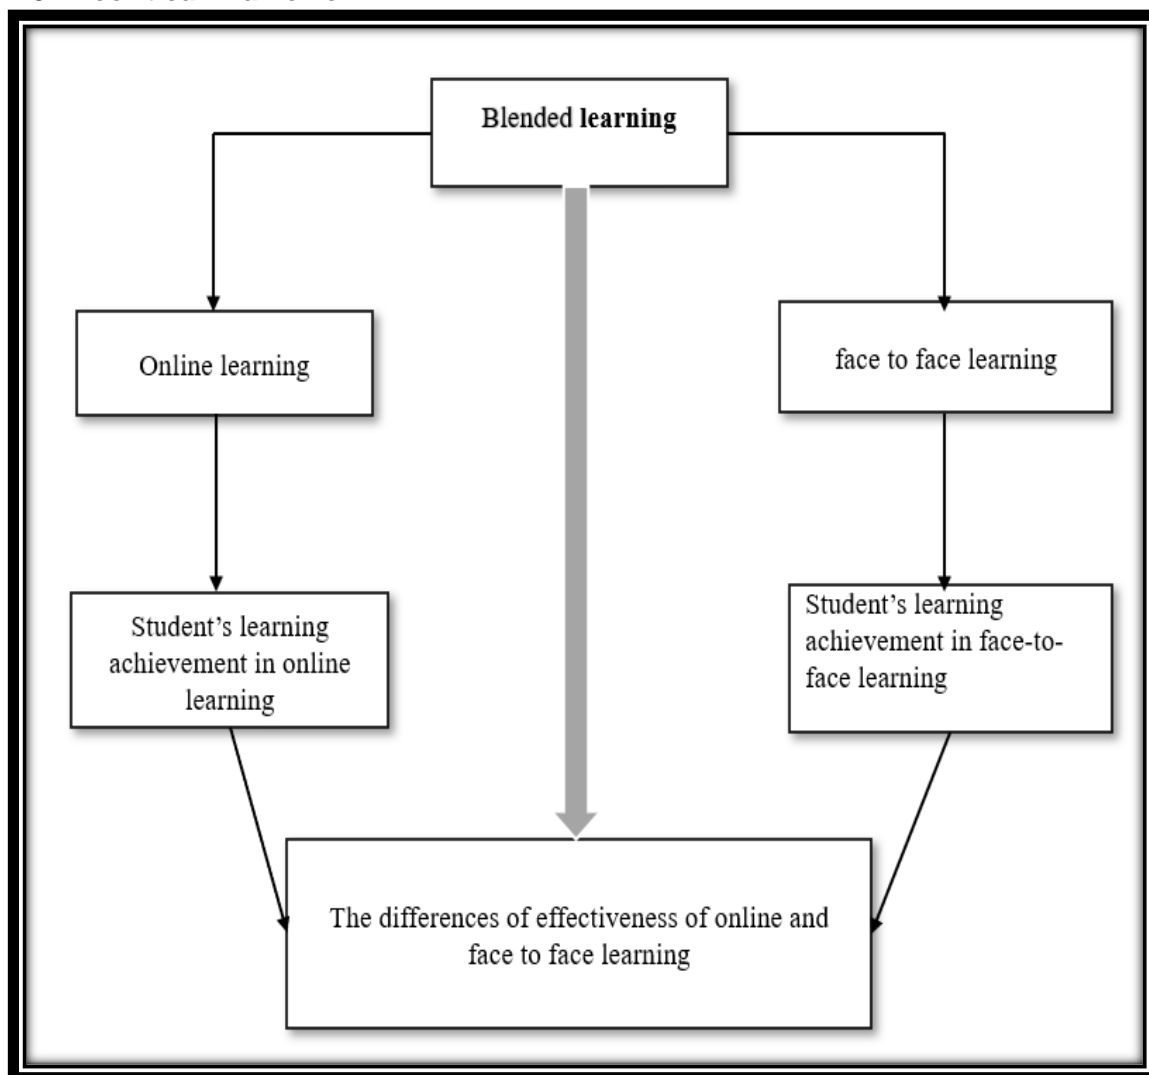 Blended learning
Online learning
face to face learning
Student’s learning
achievement in online
learning
Student’s learning
achievement in face-to-
face learning
The differences of effectiveness of online and
face to face learning